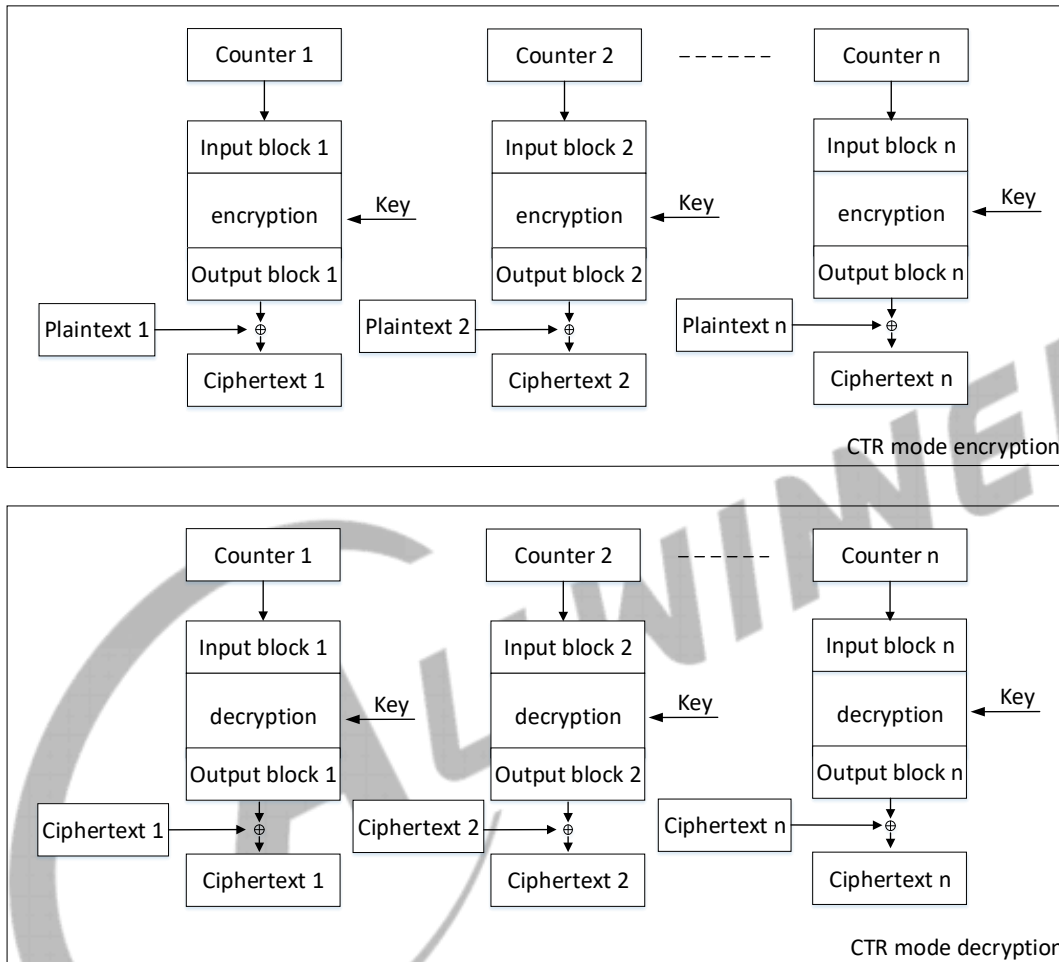 Counter 1
Counter 2
Counter n
Input block 1
Input block 2
Input block n
encryption
Key
encryption
Key
encryption
Key
Output block 1
Output block 2
Output block n
Plaintext 1
Plaintext 2
Plaintext n
Ciphertext 1
Ciphertext 2
Ciphertext n
CTR mode encryption
Counter 1
Counter 2
Counter n
Input block 1
Input block 2
Input block n
decryption
Key
decryption
Key
decryption
Key
Output block 1
Output block 2
Output block n
Ciphertext 1
Ciphertext 2
Ciphertext n
Ciphertext 1
Ciphertext 2
Ciphertext n
CTR mode decryption
ALLWINNE